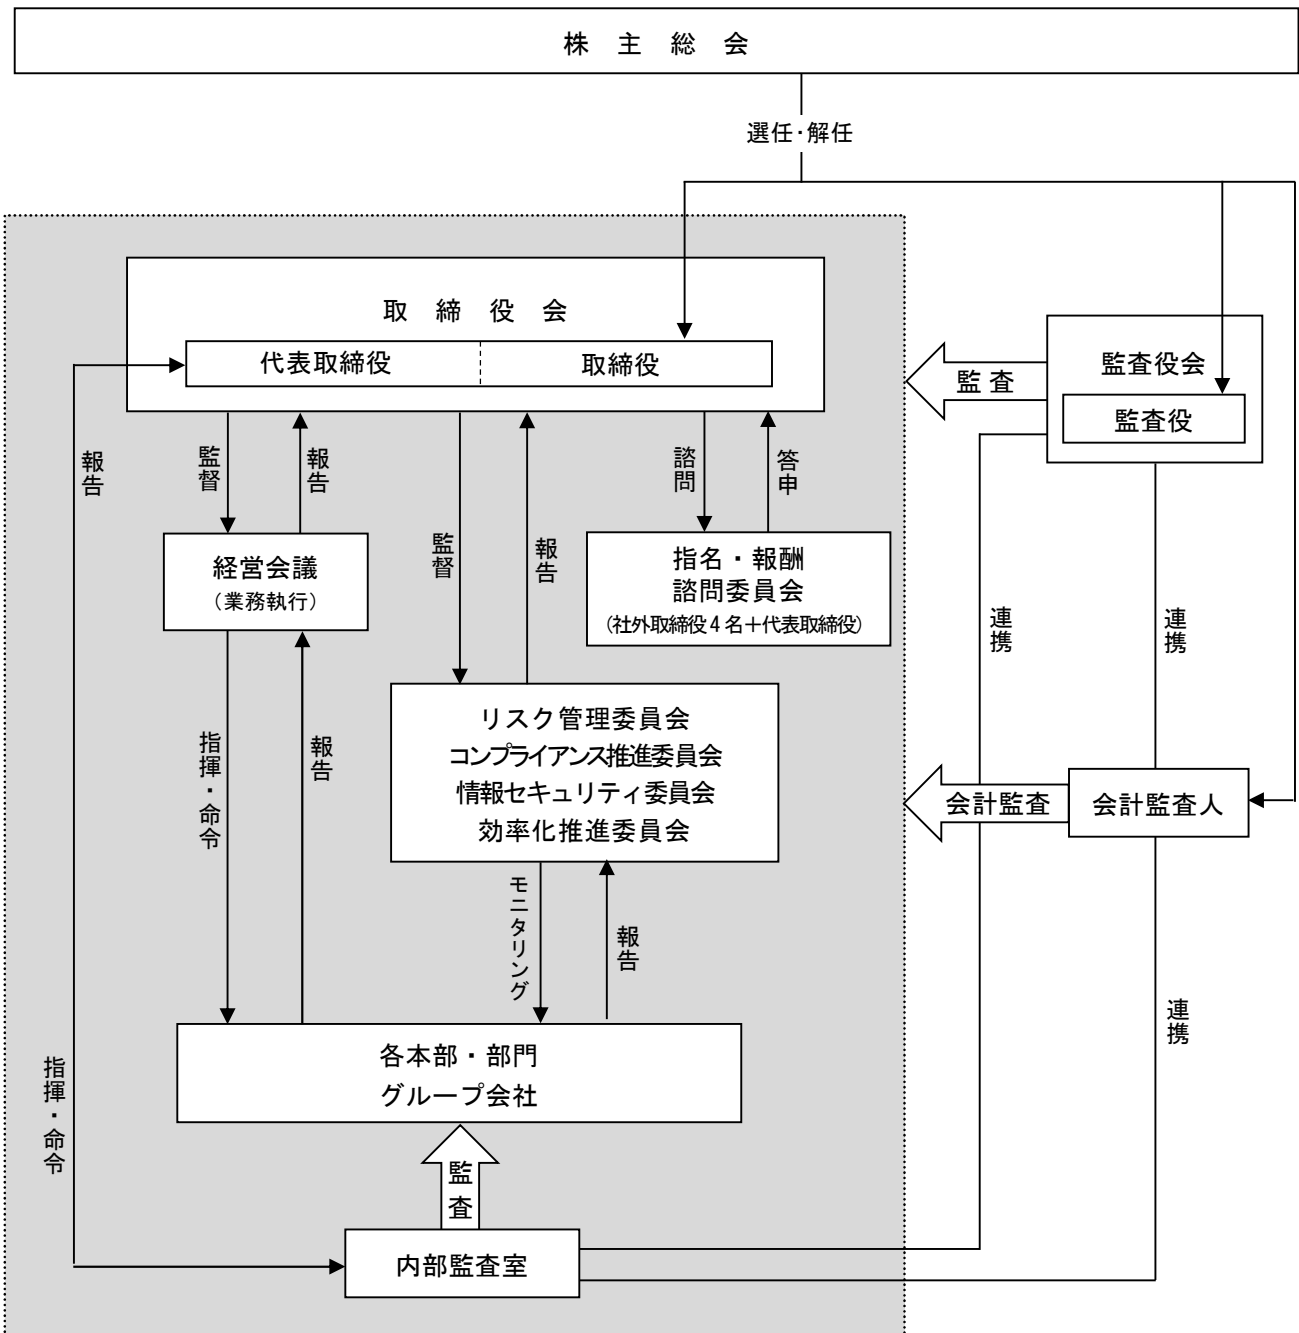 株主総会
選任・解任
取締役会
代表取締役
取締役
監査役会
監査役
監査
報告
監督
報告
諮問
答申
監督
報告
経営会議
（業務執行）
指名・報酬
諮問委員会
（社外取締役4名＋代表取締役）
連携
連携
リスク管理委員会
コンプライアンス推進委員会
情報セキュリティ委員会
効率化推進委員会
指揮・命令
報告
会計監査
会計監査人
モニタリング
報告
各本部・部門
グループ会社
連携
指揮・命令
監査
内部監査室